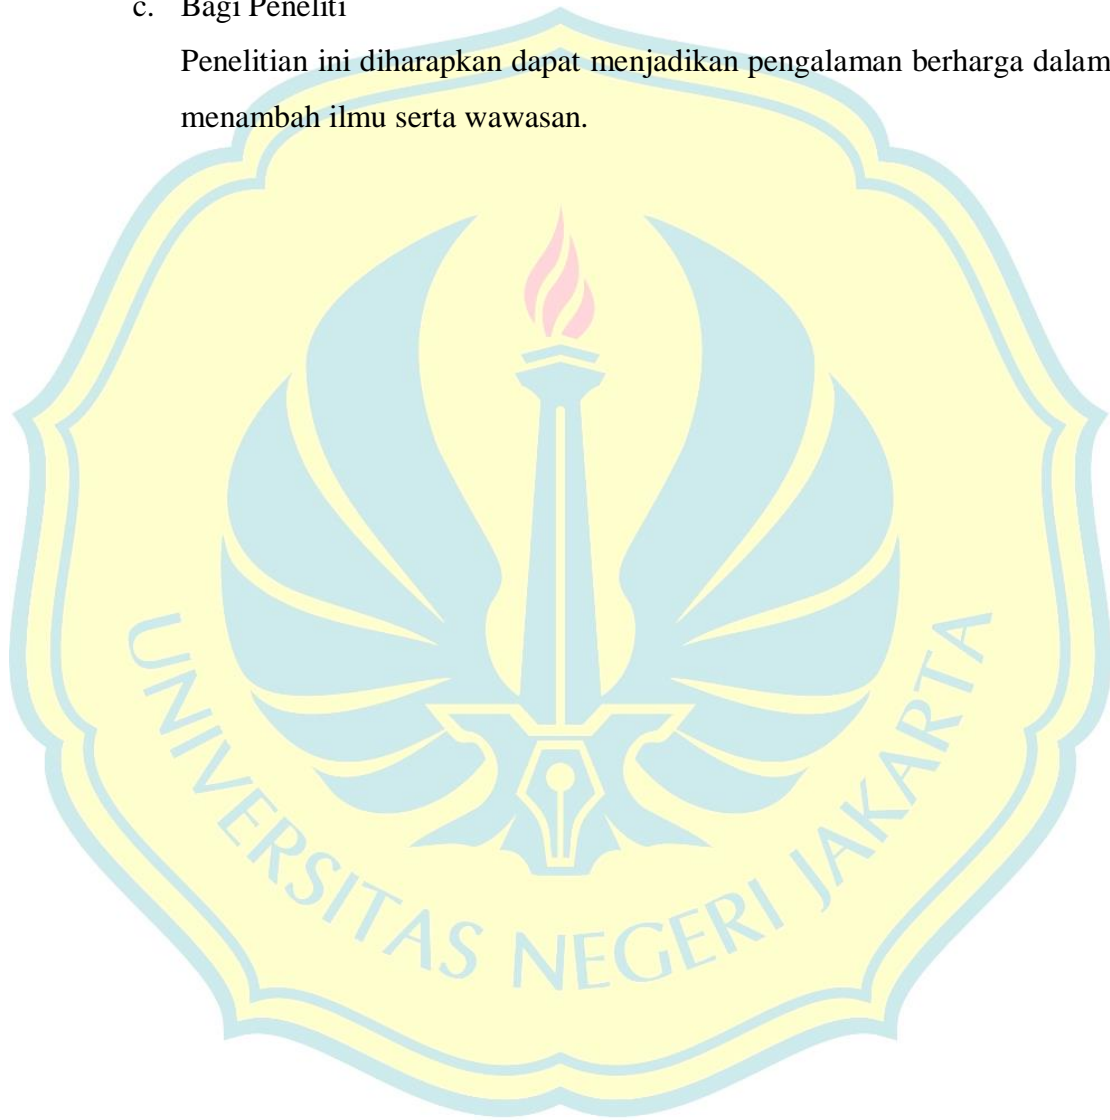 c. Bagi Peneliti
Penelitian ini diharapkan dapat menjadikan pengalaman berharga dalam
menambah ilmu serta wawasan.
UNIVERSITAS NEGERI JAKARTA